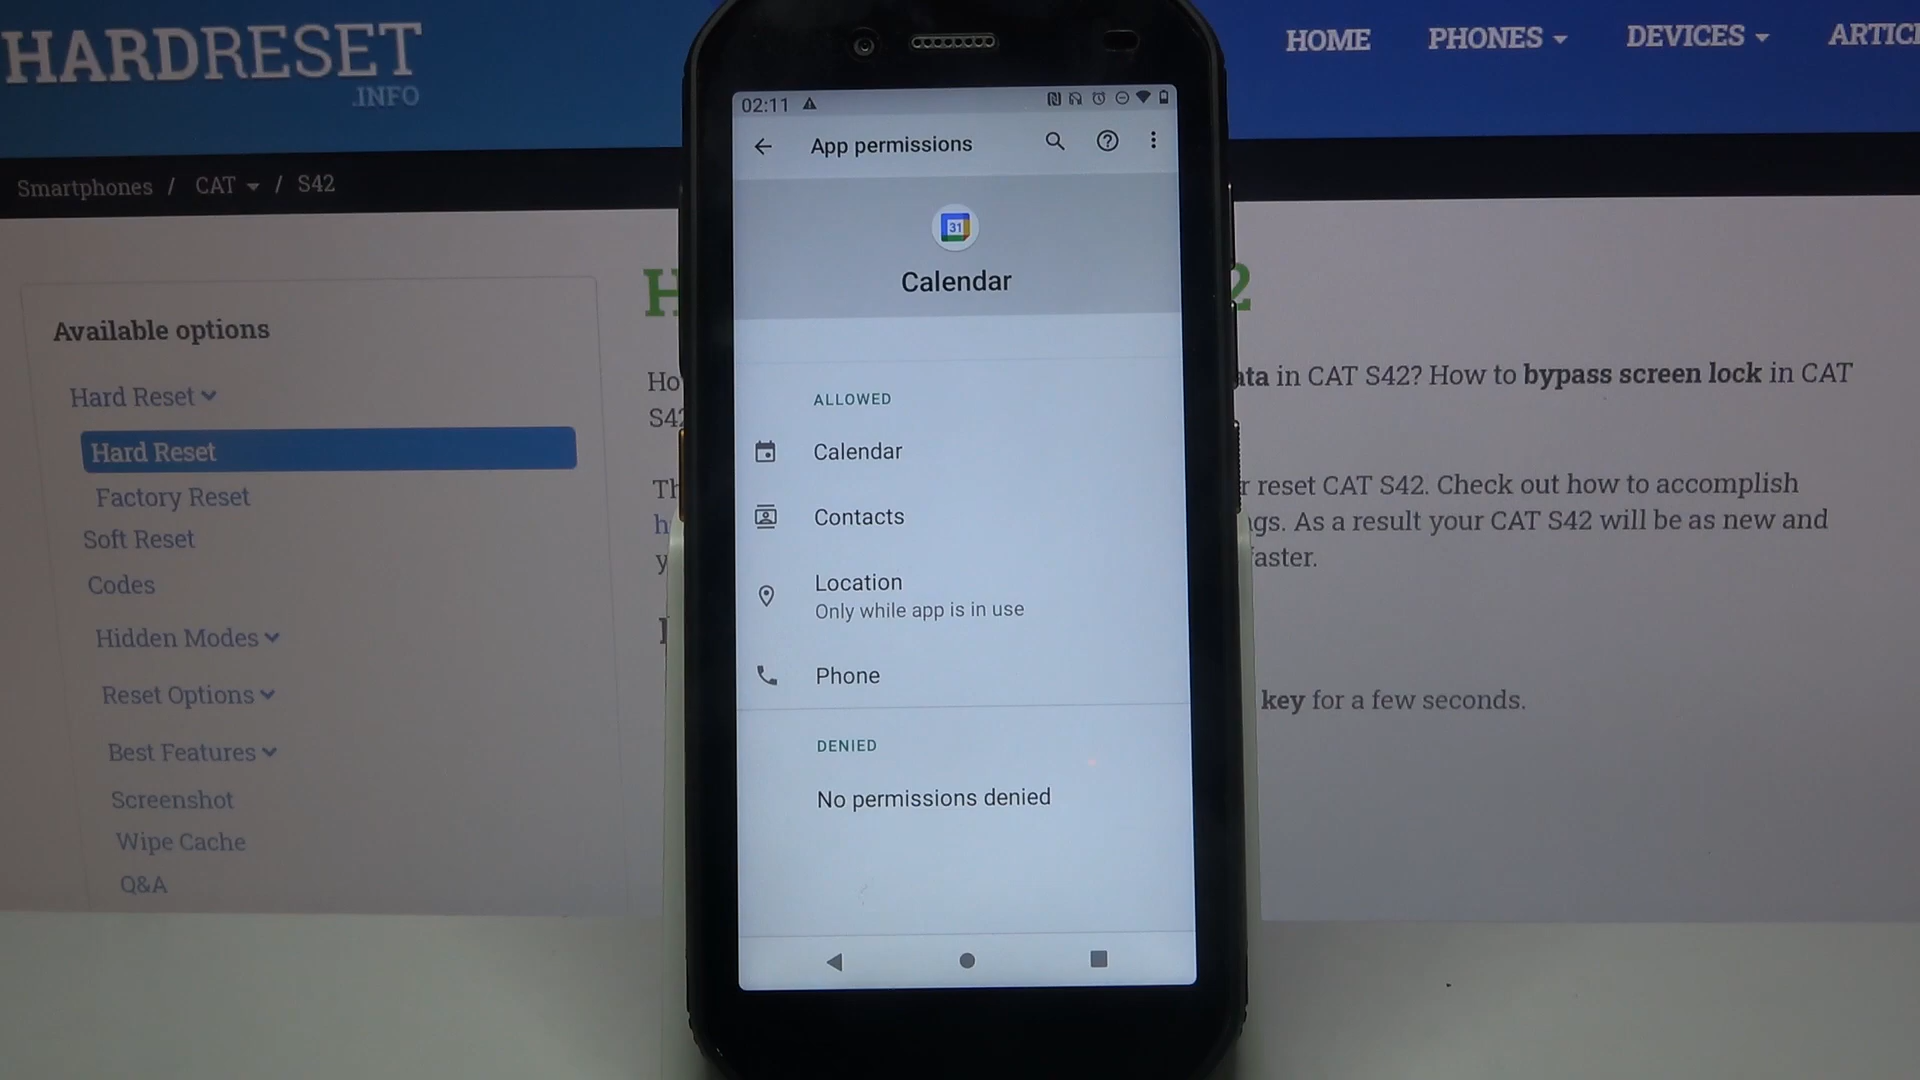 HARDRESET
.INFO
HOME PHONES DEVICES
Smartphones / CAT / S42
Available options
Hard Reset
Hard Reset
Factory Reset
Soft Reset
Codes
Hidden Modes
Reset Options
Best Features
Screenshot
Wipe Cache
Q&A
02:11
App permissions
31
Calendar
ALLOWED
Calendar
Contacts
Location
Only while app is in use
Phone
DENIED
No permissions denied
in CAT S42? How to bypass screen lock in CAT
reset CAT S42. Check out how to accomplish
As a result your CAT S42 will be as new and
key for a few seconds.